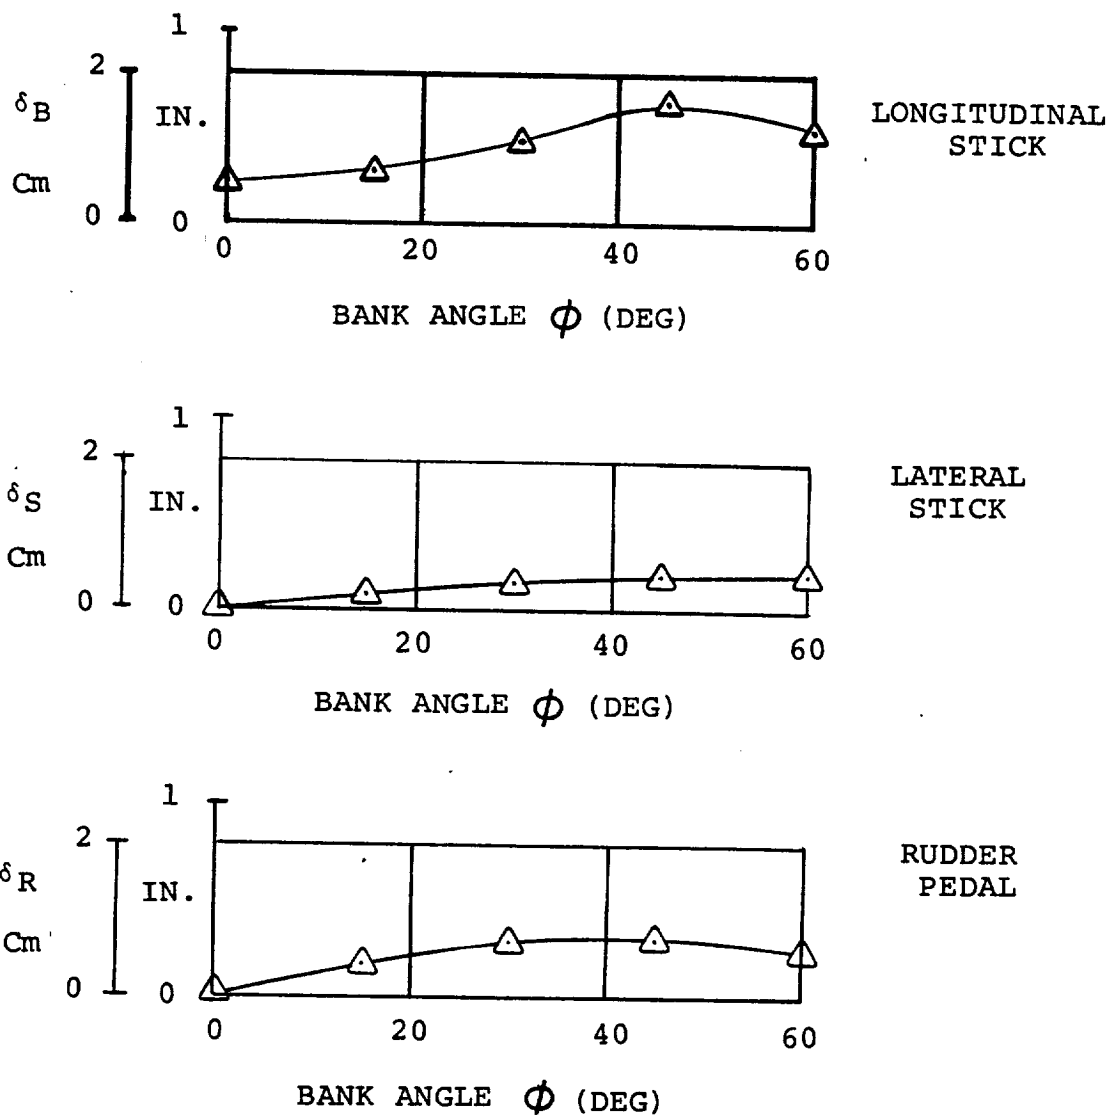 1
2
δB
IN.
LONGITUDINAL
STICK
Cm
0
0
0
20
40
60
BANK ANGLE ϕ (DEG)
1
2
δS
IN.
LATERAL
STICK
Cm
0
0
0
20
40
60
BANK ANGLE ϕ (DEG)
1
2
δR
IN.
RUDDER
PEDAL
Cm
0
0
0
20
40
60
BANK ANGLE ϕ (DEG)